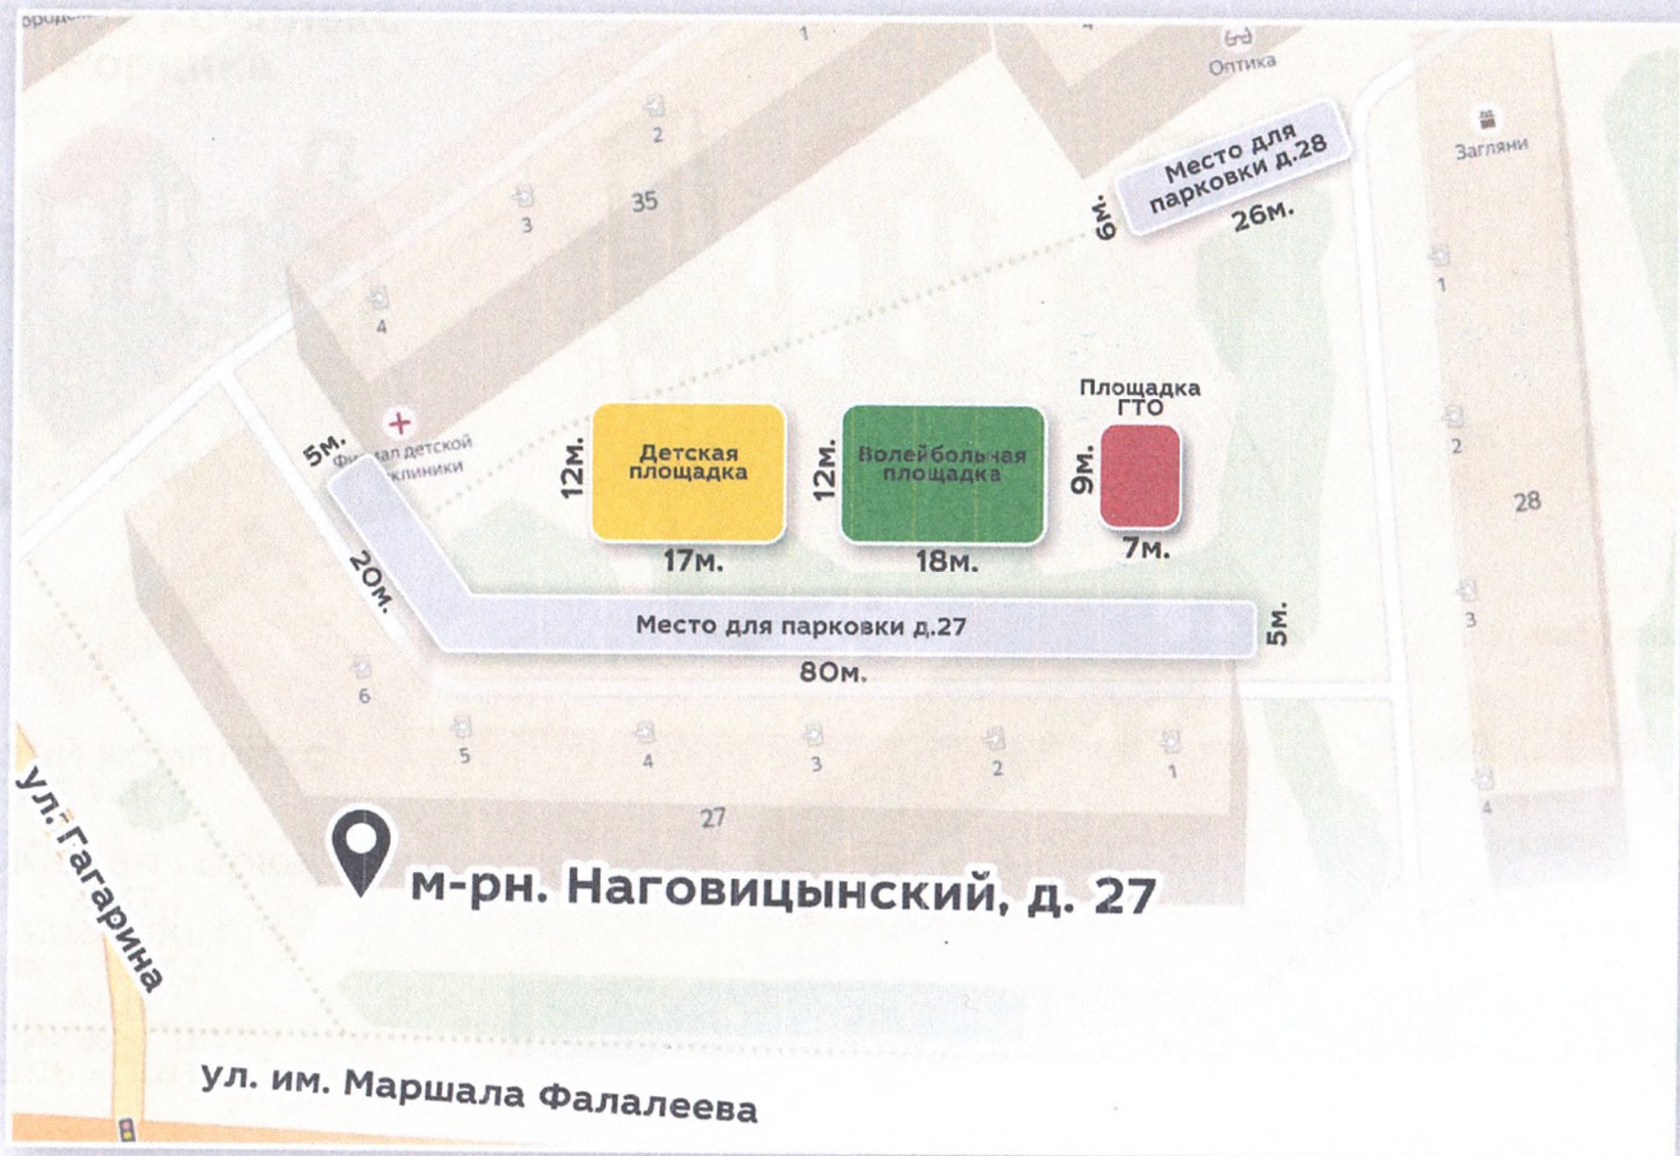 1
4
Оптика
2
Место для
парковки д.28
Загляни
3
35
6м.
26м.
4
1
Площадка
ГТО
5м.
Филиал детской
клиники
12м.
Детская
площадка
12м.
Волейбольная
площадка
9м.
2
28
17м.
18м.
7м.
20м.
Место для парковки д.27
5м.
3
80м.
6
5
4
3
2
1
4
27
ул. Гагарина
м-рн. Наговицынский, д. 27
ул. им. Маршала Фалалеева